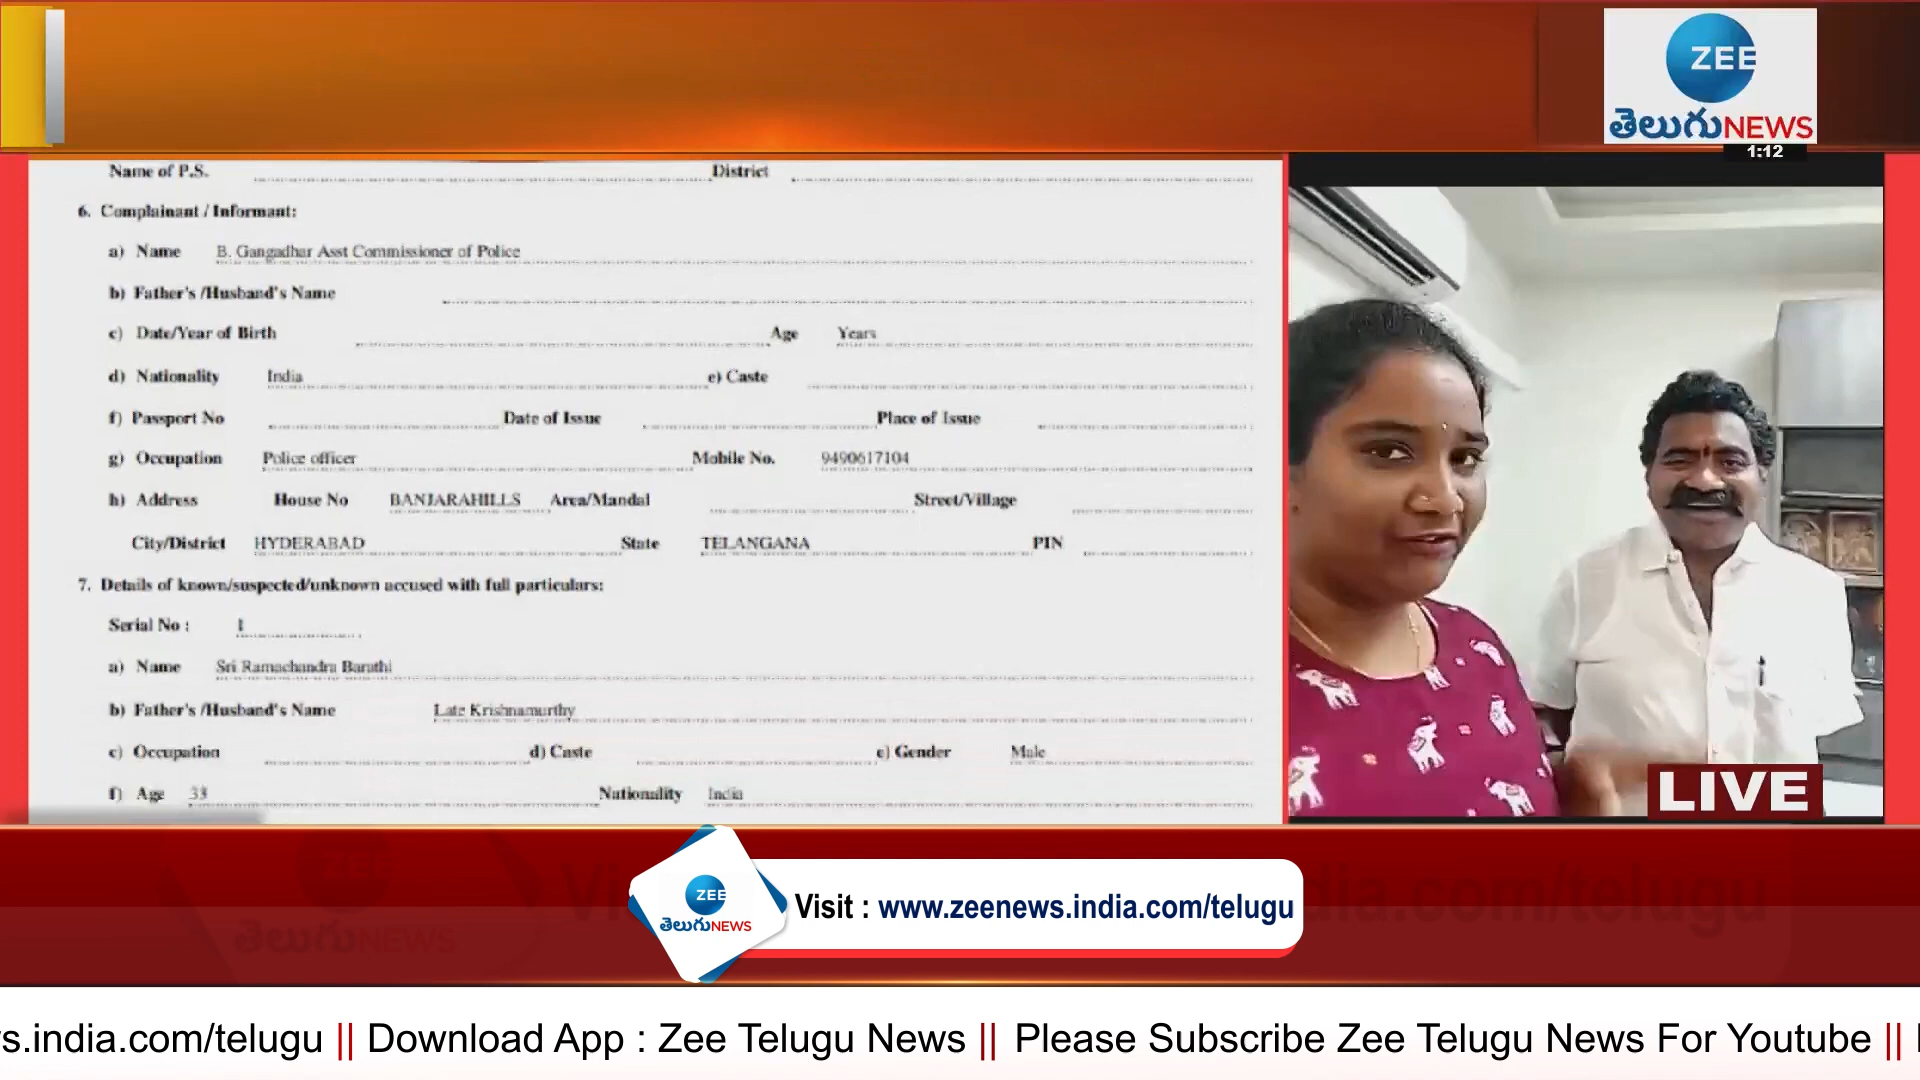 ZEE
తెలుగు NEWS
1:12
Name of P.S. District
6. Complainant / Informant:
a) Name B. Gangadhar Asst Commissioner of Police
b) Father's /Husband's Name
c) Date/Year of Birth Age Years
d) Nationality India e) Caste
f) Passport No Date of Issue Place of Issue
g) Occupation Police officer Mobile No. 9490617104
h) Address House No BANJARAHILLS Area/Mandal Street/Village
City/District HYDERABAD State TELANGANA PIN
7. Details of known/suspected/unknown accused with full particulars:
Serial No : 1
a) Name Sri Ramachandra Barathi
b) Father's /Husband's Name Late Krishnamurthy
c) Occupation d) Caste e) Gender Male
f) Age 33 Nationality India
LIVE
ZEE
తెలుగు NEWS
Visit : www.zeenews.india.com/telugu
s.india.com/telugu || Download App : Zee Telugu News || Please Subscribe Zee Telugu News For Youtube ||